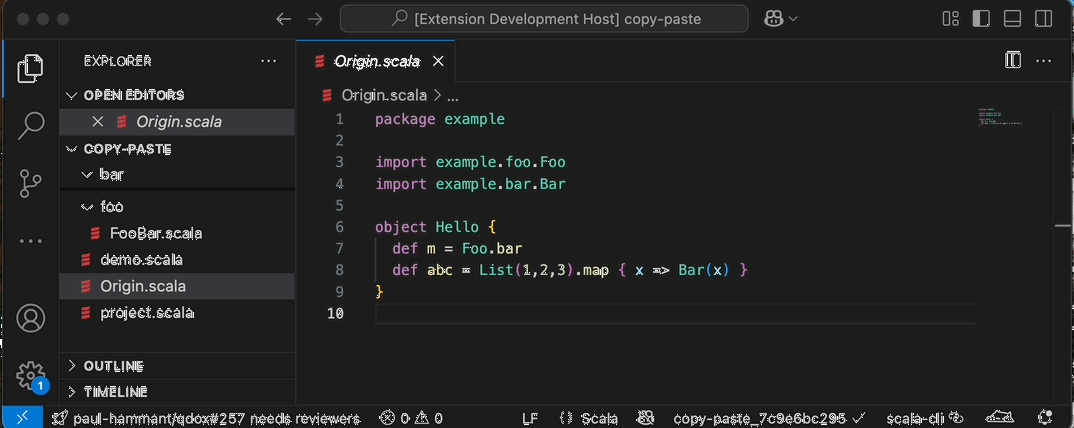 [Extension Development Host] copy-paste
EXPLORER
OPEN EDITORS
Origin.scala
COPY-PASTE
bar
foo
FooBar.scala
demo.scala
Origin.scala
project.scala
OUTLINE
TIMELINE
1
Origin.scala
Origin.scala > ...
1 package example
2
3 import example.foo.Foo
4 import example.bar.Bar
5
6 object Hello {
7 def m = Foo.bar
8 def abc = List(1,2,3).map { x => Bar(x) }
9 }
10
paul-hammant/qdox#257 needs reviewers 0 0 LF {} Scala copy-paste_7c9e6bc295 scala-cli